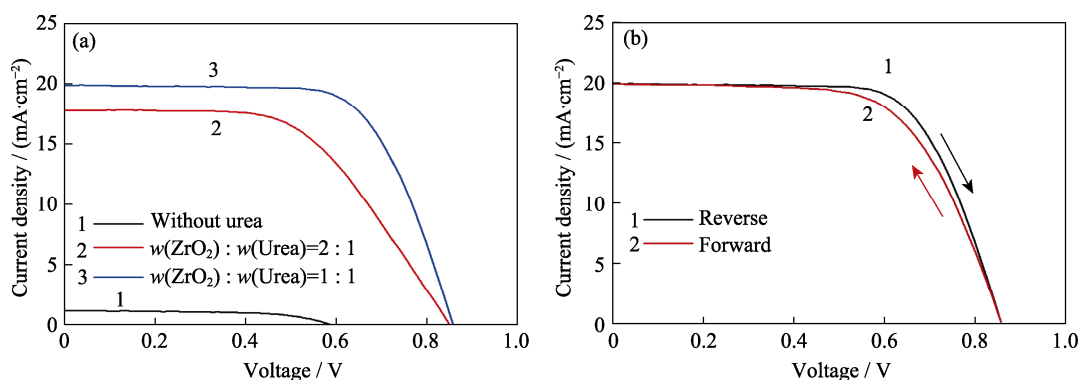 (a)
25
20
15
10
5
0
Current density / (mA·cm⁻²)
3
2
1 Without urea
2 w(ZrO₂) : w(Urea)=2 : 1
3 w(ZrO₂) : w(Urea)=1 : 1
1
0 0.2 0.4 0.6 0.8 1.0
Voltage / V
(b)
25
20
15
10
5
0
Current density / (mA·cm⁻²)
1
2
1 Reverse
2 Forward
0 0.2 0.4 0.6 0.8 1.0
Voltage / V